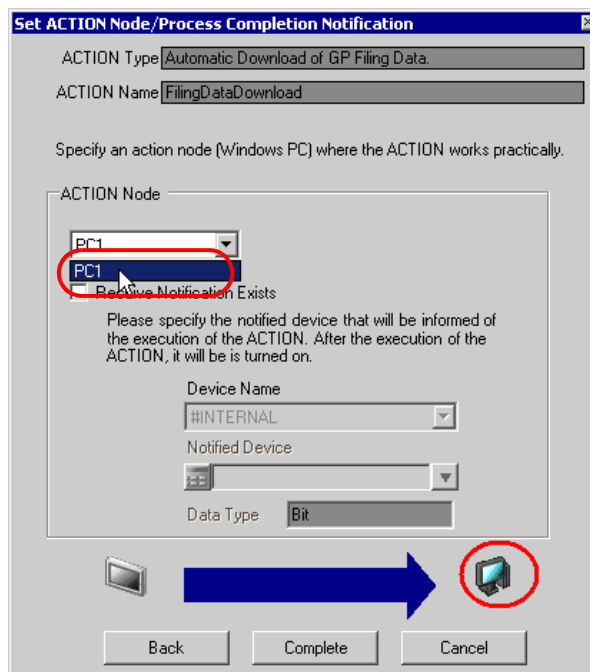 Set ACTION Node/Process Completion Notification
ACTION Type Automatic Download of GP Filing Data.
ACTION Name FilingDataDownload
Specify an action node (Windows PC) where the ACTION works practically.
ACTION Node
PC1
PC1
Receive Notification Exists
Please specify the notified device that will be informed of
the execution of the ACTION. After the execution of the
ACTION, it will be is turned on.
Device Name
#INTERNAL
Notified Device
Data Type Bit
Back Complete Cancel